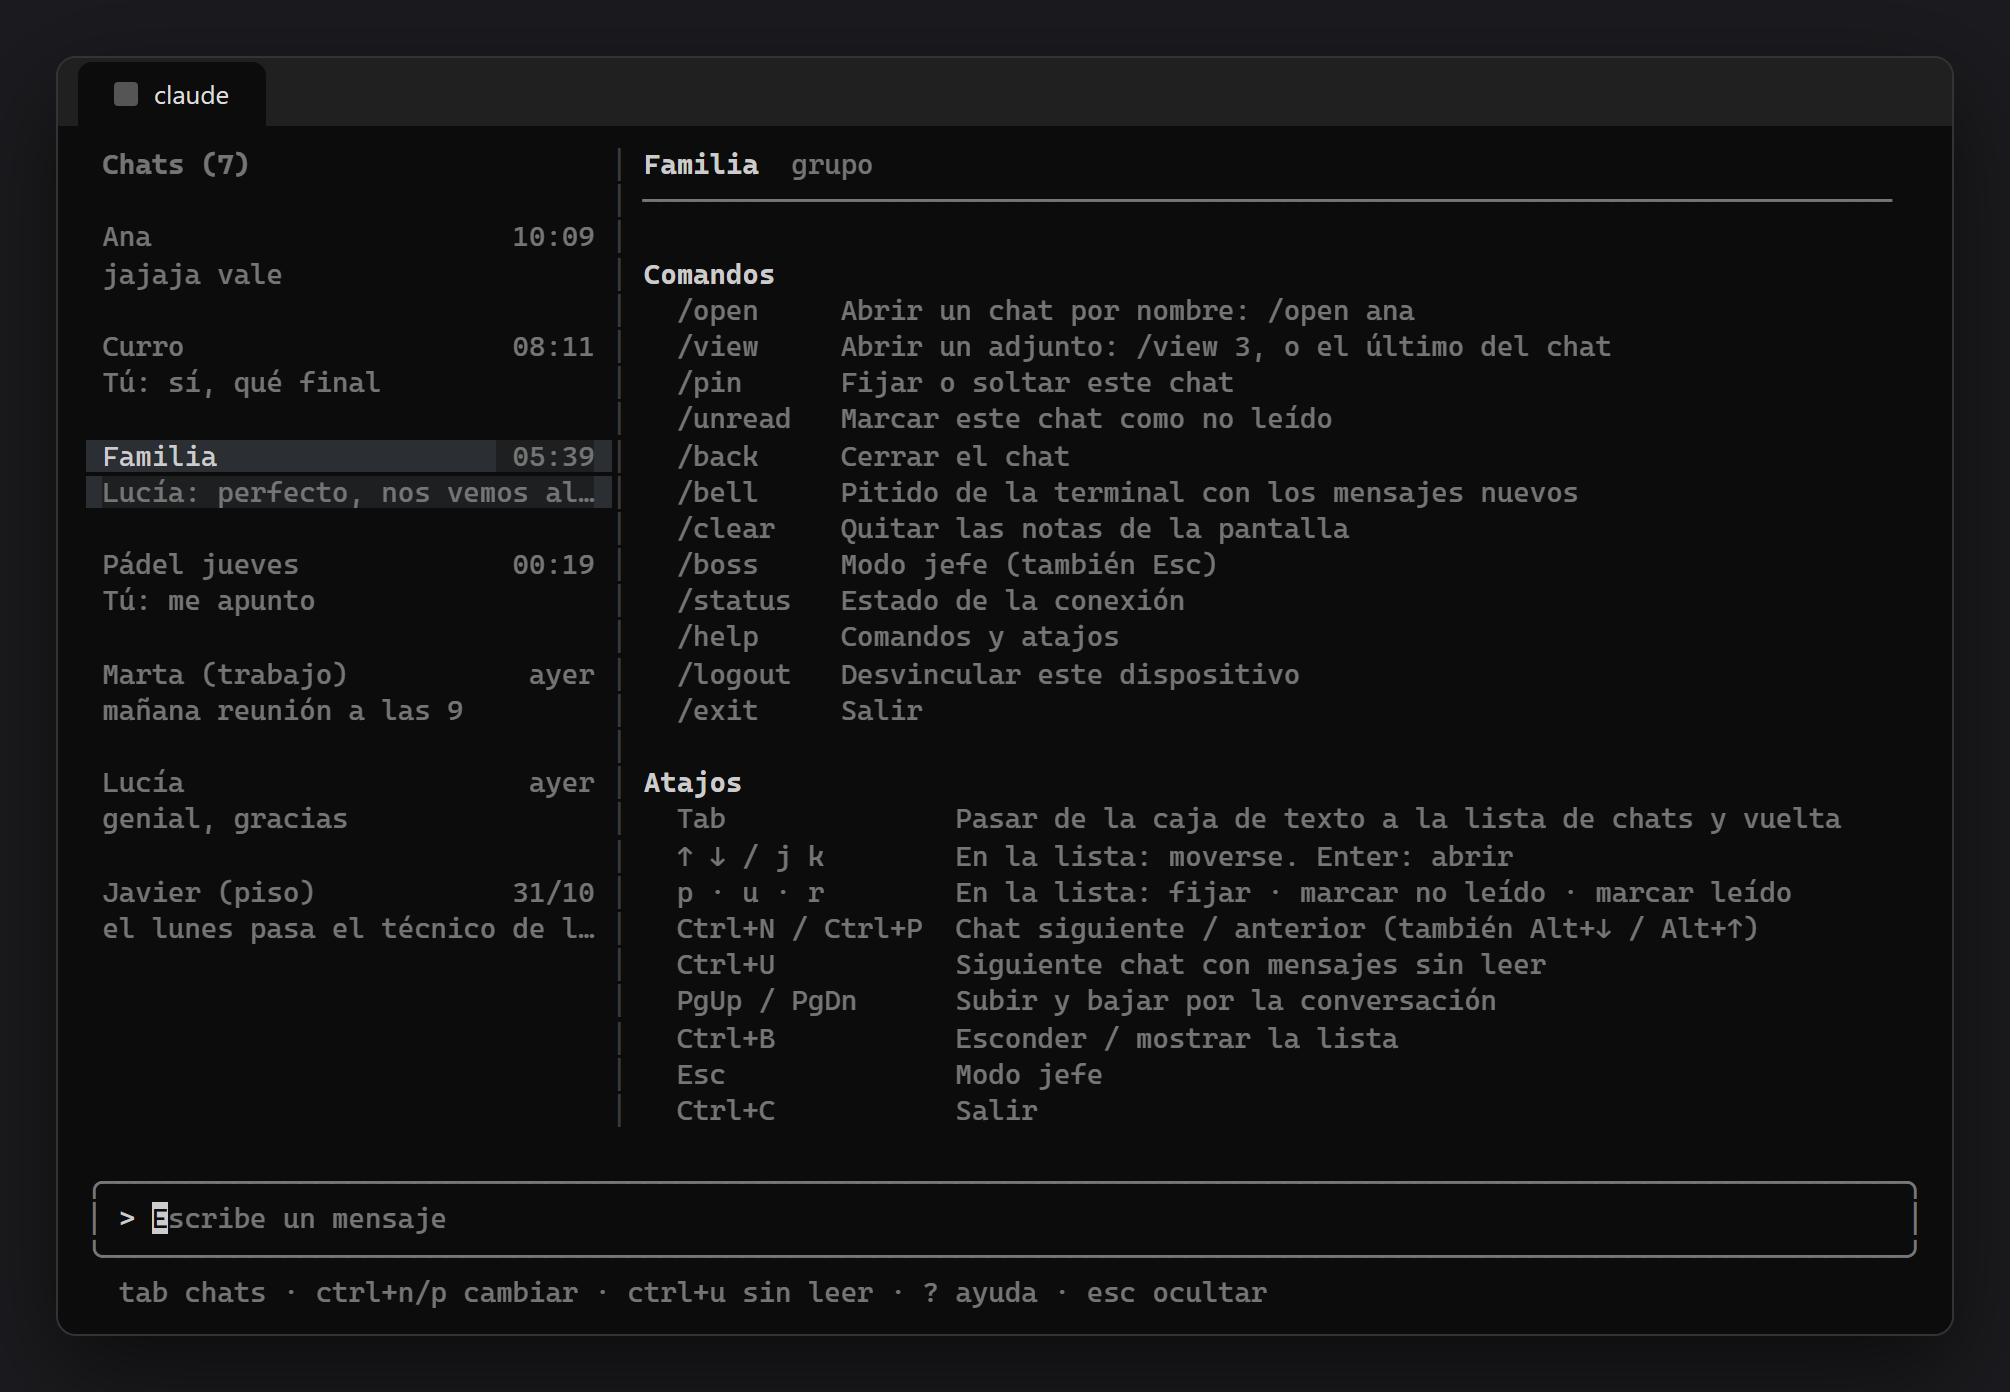 claude
Chats (7)
Ana 10:09
jajaja vale
Curro 08:11
Tú: sí, qué final
Familia 05:39
Lucía: perfecto, nos vemos al…
Pádel jueves 00:19
Tú: me apunto
Marta (trabajo) ayer
mañana reunión a las 9
Lucía ayer
genial, gracias
Javier (piso) 31/10
el lunes pasa el técnico de l…
Familia grupo
Comandos
/open Abrir un chat por nombre: /open ana
/view Abrir un adjunto: /view 3, o el último del chat
/pin Fijar o soltar este chat
/unread Marcar este chat como no leído
/back Cerrar el chat
/bell Pitido de la terminal con los mensajes nuevos
/clear Quitar las notas de la pantalla
/boss Modo jefe (también Esc)
/status Estado de la conexión
/help Comandos y atajos
/logout Desvincular este dispositivo
/exit Salir
Atajos
Tab Pasar de la caja de texto a la lista de chats y vuelta
↑ ↓ / j k En la lista: moverse. Enter: abrir
p · u · r En la lista: fijar · marcar no leído · marcar leído
Ctrl+N / Ctrl+P Chat siguiente / anterior (también Alt+↓ / Alt+↑)
Ctrl+U Siguiente chat con mensajes sin leer
PgUp / PgDn Subir y bajar por la conversación
Ctrl+B Esconder / mostrar la lista
Esc Modo jefe
Ctrl+C Salir
> Escribe un mensaje
tab chats · ctrl+n/p cambiar · ctrl+u sin leer · ? ayuda · esc ocultar